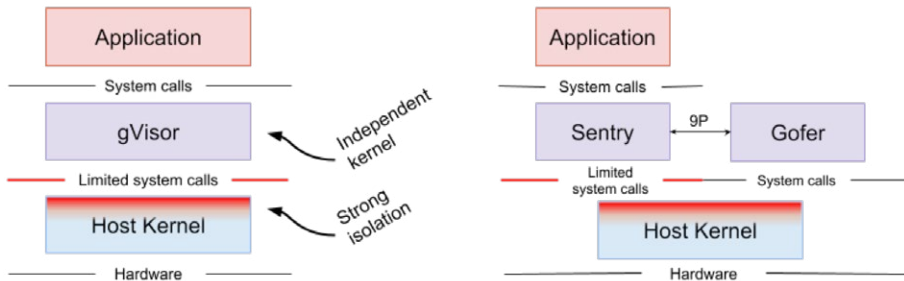 Application
System calls
gVisor
Independent
kernel
Limited system calls
Strong
isolation
Host Kernel
Hardware
Application
System calls
Sentry
9P
Gofer
Limited
system calls
System calls
Host Kernel
Hardware